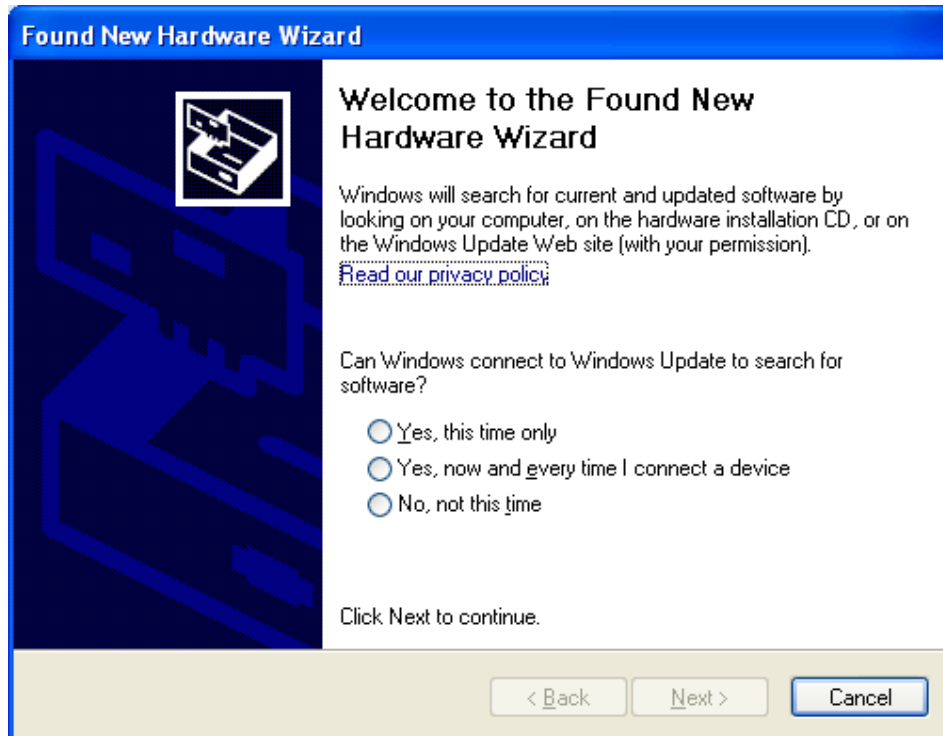 Found New Hardware Wizard
Welcome to the Found New
Hardware Wizard
Windows will search for current and updated software by
looking on your computer, on the hardware installation CD, or on
the Windows Update Web site (with your permission).
Read our privacy policy
Can Windows connect to Windows Update to search for
software?
Yes, this time only
Yes, now and every time I connect a device
No, not this time
Click Next to continue.
< Back Next > Cancel